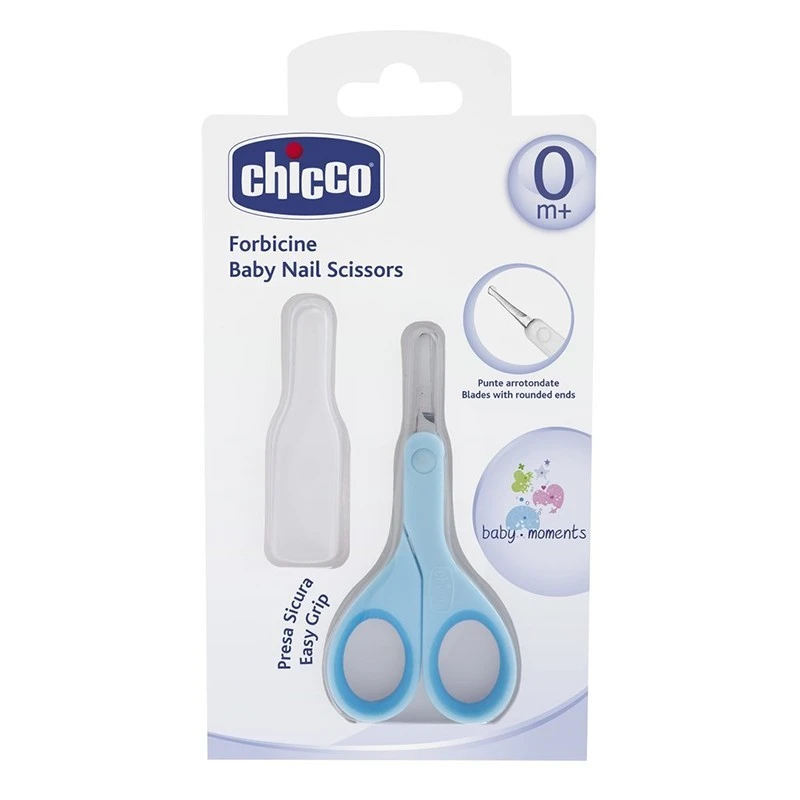 chicco
0
m+
Forbicine
Baby Nail Scissors
Punte arrotondate
Blades with rounded ends
baby • moments
Presa Sicura
Easy Grip